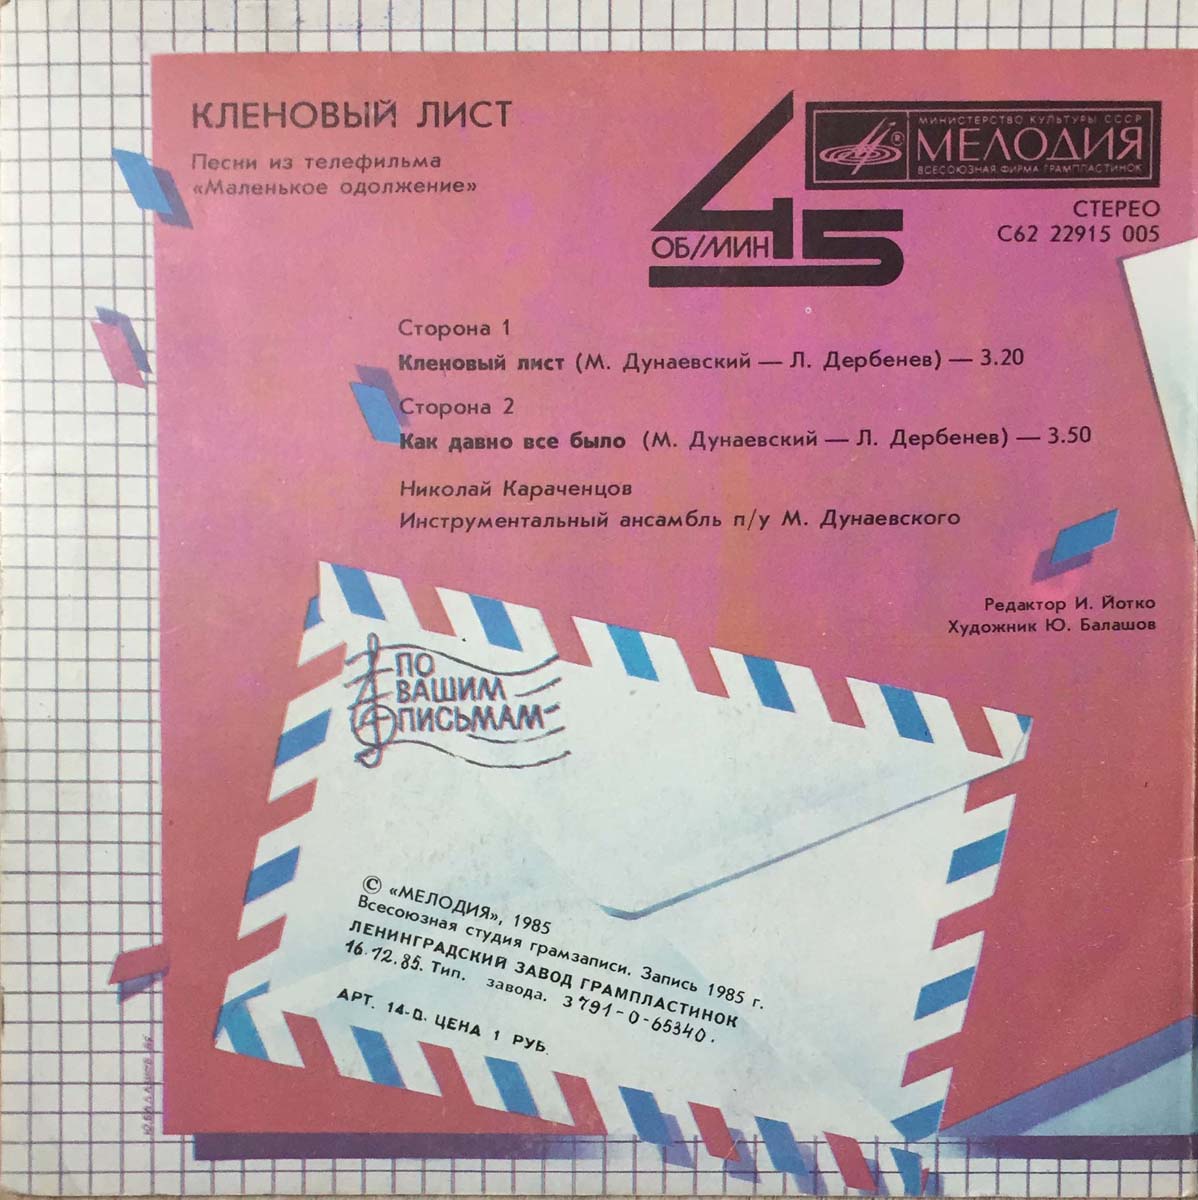 КЛЕНОВЫЙ ЛИСТ
Песни из телефильма
«Маленькое одолжение»
45
ОБ/МИН
МИНИСТЕРСТВО КУЛЬТУРЫ СССР
МЕЛОДИЯ
ВСЕСОЮЗНАЯ ФИРМА ГРАМПЛАСТИНОК
СТЕРЕО
С62 22915 005
Сторона 1
Кленовый лист (М. Дунаевский — Л. Дербенев) — 3.20
Сторона 2
Как давно все было (М. Дунаевский — Л. Дербенев) — 3.50
Николай Караченцов
Инструментальный ансамбль п/у М. Дунаевского
Редактор И. Йотко
Художник Ю. Балашов
ПО
ВАШИМ
ПИСЬМАМ
© «МЕЛОДИЯ», 1985
Всесоюзная студия грамзаписи. Запись 1985 г.
ЛЕНИНГРАДСКИЙ ЗАВОД ГРАМПЛАСТИНОК
16.12.85. Тип. завода. З 791-0-65340.
АРТ. 14-0. ЦЕНА 1 РУБ.